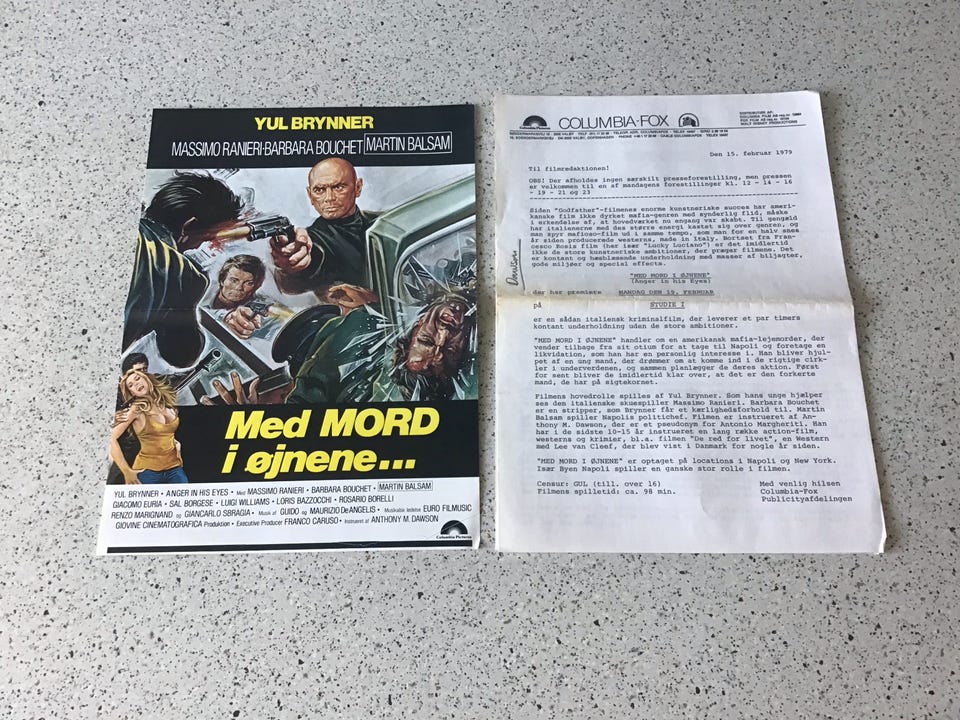 YUL BRYNNER
MASSIMO RANIERI·BARBARA BOUCHET MARTIN BALSAM
Med MORD
i øjnene...
YUL BRYNNER • ANGER IN HIS EYES • Med MASSIMO RANIERI • BARBARA BOUCHET • MARTIN BALSAM
GIACOMO EURIA • SAL BORGESE • LUIGI WILLIAMS • LORIS BAZZOCCHI • ROSARIO BORELLI
RENZO MARIGNAND og GIANCARLO SBRAGIA • Musik af GUIDO og MAURIZIO DeANGELIS • Musikalsk ledelse EURO FILMUSIC
GIOVINE CINEMATOGRAFICA Produktion • Executive Producer FRANCO CARUSO • Instrueret af ANTHONY M. DAWSON
Columbia Pictures
Columbia Pictures
COLUMBIA-FOX
WALT DISNEY PRODUCTIONS
Den 15. februar 1979
Til filmredaktionen!
OBS! Der afholdes ingen særskilt presseforestilling, men pressen
er velkommen til en af mandagens forestillinger kl. 12 - 14 - 16
- 19 - 21 og 23
Siden "Godfather"-filmenes enorme kunstneriske succes har ameri-
kanske film ikke dyrket mafia-genren med synderlig flid, måske
i erkendelse af, at hovedværket nu engang var skabt. Til gengæld
har italienerne med des større energi kastet sig over genren, og
man spyr mafioso-film ud i samme tempo, som man for en halv snes
år siden producerede westerns, made in Italy. Bortset fra Fran-
cesco Rosis film (her især "Lucky Luciano") er det imidlertid
ikke de store kunstneriske ambitioner, der præger filmene. Det
er kontant og hæsblæsende underholdning med masser af biljagter,
gode miljøer og special effects.
"MED MORD I ØJNENE"
(Anger in his Eyes)
der har premiere MANDAG DEN 19. FEBRUAR
på STUDIE I
er en sådan italiensk kriminalfilm, der leverer et par timers
kontant underholdning uden de store ambitioner.
"MED MORD I ØJNENE" handler om en amerikansk mafia-lejemorder, der
vender tilbage fra sit otium for at tage til Napoli og foretage en
likvidation, som han har en personlig interesse i. Han bliver hjul-
pet af en ung mand, der drømmer om at komme ind i de rigtige cirk-
ler i underverdenen, og sammen planlægger de deres aktion. Først
for sent bliver de imidlertid klar over, at det er den forkerte
mand, de har på sigtekornet.
Filmens hovedrolle spilles af Yul Brynner. Som hans unge hjælper
ses den italienske skuespiller Massimo Ranieri. Barbara Bouchet
er en stripper, som Brynner får et kærlighedsforhold til. Martin
Balsam spiller Napolis politichef. Filmen er instrueret af An-
thony M. Dawson, der er et pseudonym for Antonio Margheriti. Han
har i de sidste 10-15 år instrueret en lang række action-film,
westerns og krimier, bl.a. filmen "De red for livet", en Western
med Lee van Cleef, der blev vist i Danmark for nogle år siden.
"MED MORD I ØJNENE" er optaget på locations i Napoli og New York.
Især Byen Napoli spiller en ganske stor rolle i filmen.
Censur: GUL (till. over 16) Med venlig hilsen
Filmens spilletid: ca. 98 min. Columbia-Fox
Publicityafdelingen